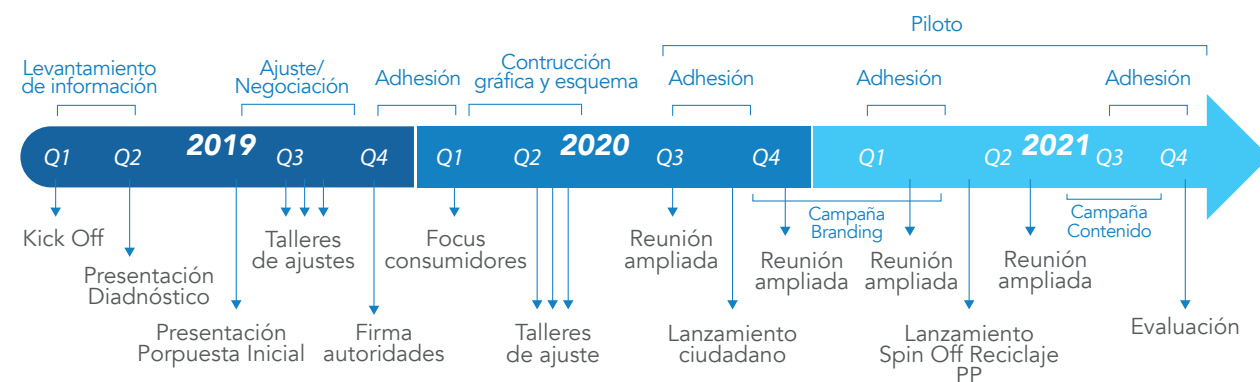 Piloto
Levantamiento
de información
Ajuste/
Negociación
Adhesión
Contrucción
gráfica y esquema
Adhesión
Adhesión
Adhesión
Q1
Q2
2019
Q3
Q4
Q1
Q2
2020
Q3
Q4
Q1
Q2
2021
Q3
Q4
Kick Off
Presentación
Diadnóstico
Presentación
Porpuesta Inicial
Talleres
de ajustes
Firma
autoridades
Focus
consumidores
Talleres
de ajuste
Reunión
ampliada
Lanzamiento
ciudadano
Campaña
Branding
Reunión
ampliada
Reunión
ampliada
Lanzamiento
Spin Off Reciclaje
PP
Reunión
ampliada
Campaña
Contenido
Evaluación